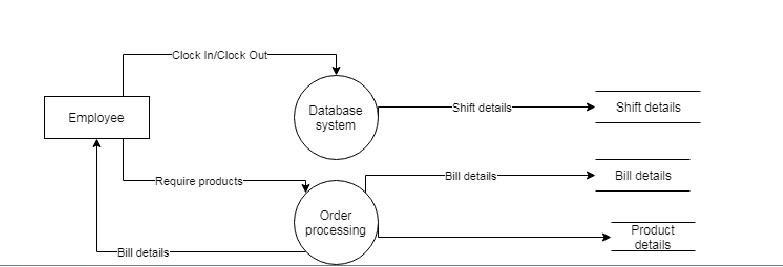 Clock In/Clock Out
Employee
Database
system
Shift details
Shift details
Require products
Bill details
Bill details
Order
processing
Product
details
Bill details